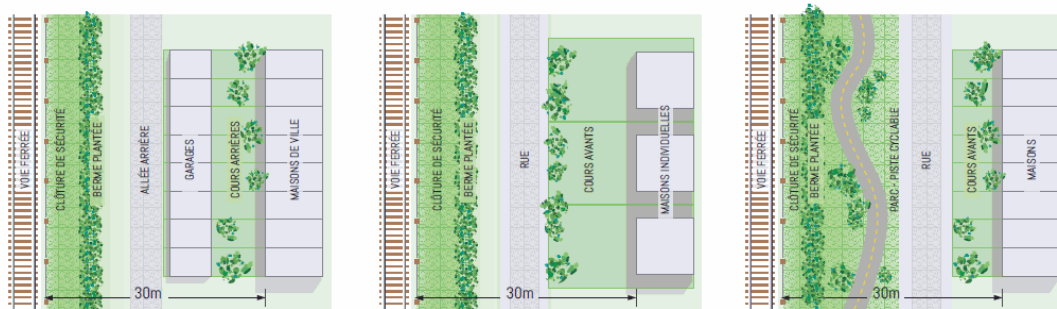 VOIE FERRÉE
CLÔTURE DE SÉCURITÉ
BERME PLANTÉE
ALLÉE ARRIÈRE
GARAGES
COURS ARRIÈRES
MAISONS DE VILLE
30m
VOIE FERRÉE
CLÔTURE DE SÉCURITÉ
BERME PLANTÉE
RUE
COURS AVANTS
MAISONS INDIVIDUELLES
30m
VOIE FERRÉE
CLÔTURE DE SÉCURITÉ
BERME PLANTÉE
PARC - PISTE CYCLABLE
RUE
COURS AVANTS
MAISONS
30m